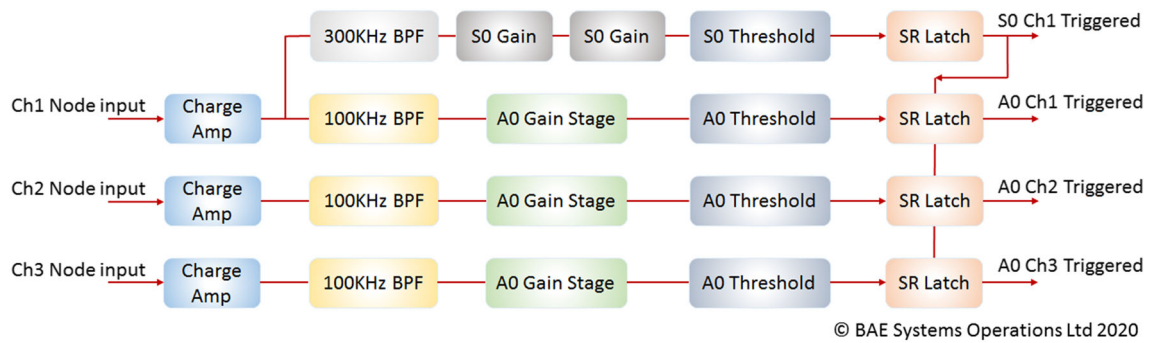 S0 Ch1 Triggered
300KHz BPF S0 Gain S0 Gain S0 Threshold SR Latch
Ch1 Node input
Charge
Amp
100KHz BPF A0 Gain Stage A0 Threshold SR Latch
A0 Ch1 Triggered
Ch2 Node input
Charge
Amp
100KHz BPF A0 Gain Stage A0 Threshold SR Latch
A0 Ch2 Triggered
Ch3 Node input
Charge
Amp
100KHz BPF A0 Gain Stage A0 Threshold SR Latch
A0 Ch3 Triggered
© BAE Systems Operations Ltd 2020